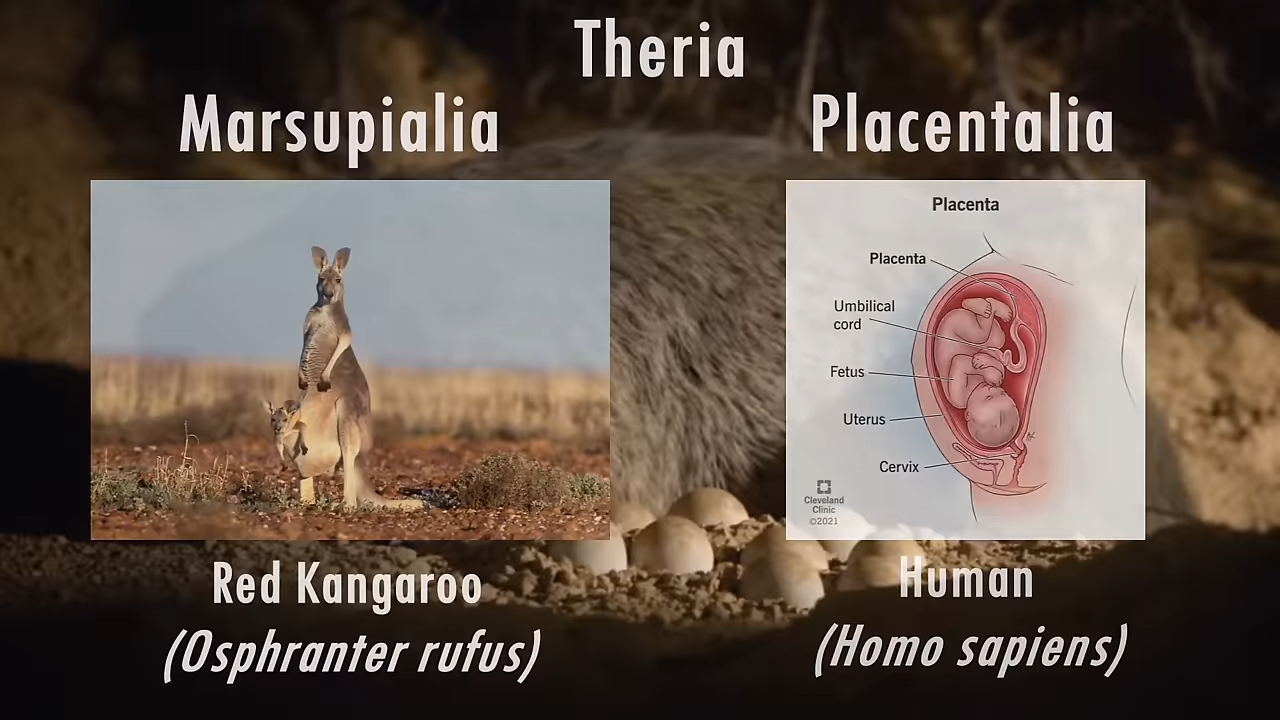 Theria
Marsupialia
Placentalia
Placenta
Placenta
Umbilical
cord
Fetus
Uterus
Cervix
Cleveland
Clinic
©2021
Red Kangaroo
(Osphranter rufus)
Human
(Homo sapiens)